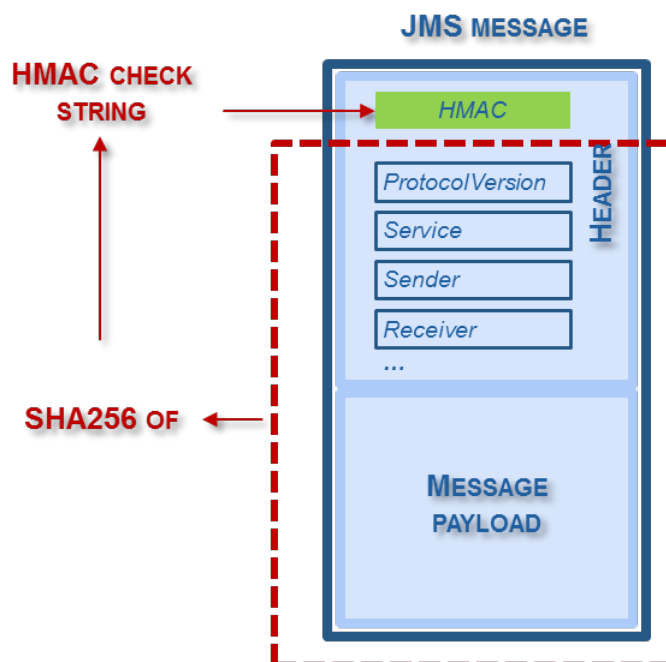 JMS MESSAGE
HMAC CHECK
STRING
HMAC
HEADER
ProtocolVersion
Service
Sender
Receiver
...
SHA256 OF
MESSAGE
PAYLOAD